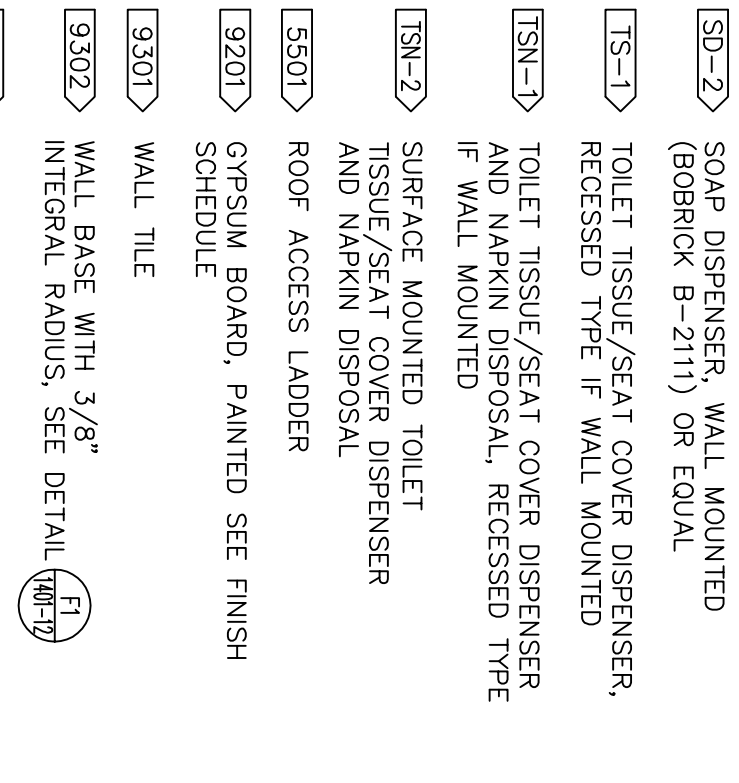 SD-2 SOAP DISPENSER, WALL MOUNTED
(BOBRICK B-2111) OR EQUAL
TS-1 TOILET TISSUE/SEAT COVER DISPENSER,
RECESSED TYPE IF WALL MOUNTED
TSN-1 TOILET TISSUE/SEAT COVER DISPENSER
AND NAPKIN DISPOSAL, RECESSED TYPE
IF WALL MOUNTED
TSN-2 SURFACE MOUNTED TOILET
TISSUE/SEAT COVER DISPENSER
AND NAPKIN DISPOSAL
5501 ROOF ACCESS LADDER
9201 GYPSUM BOARD, PAINTED SEE FINISH
SCHEDULE
9301 WALL TILE
9302 WALL BASE WITH 3/8"
INTEGRAL RADIUS, SEE DETAIL
F1
1401-12